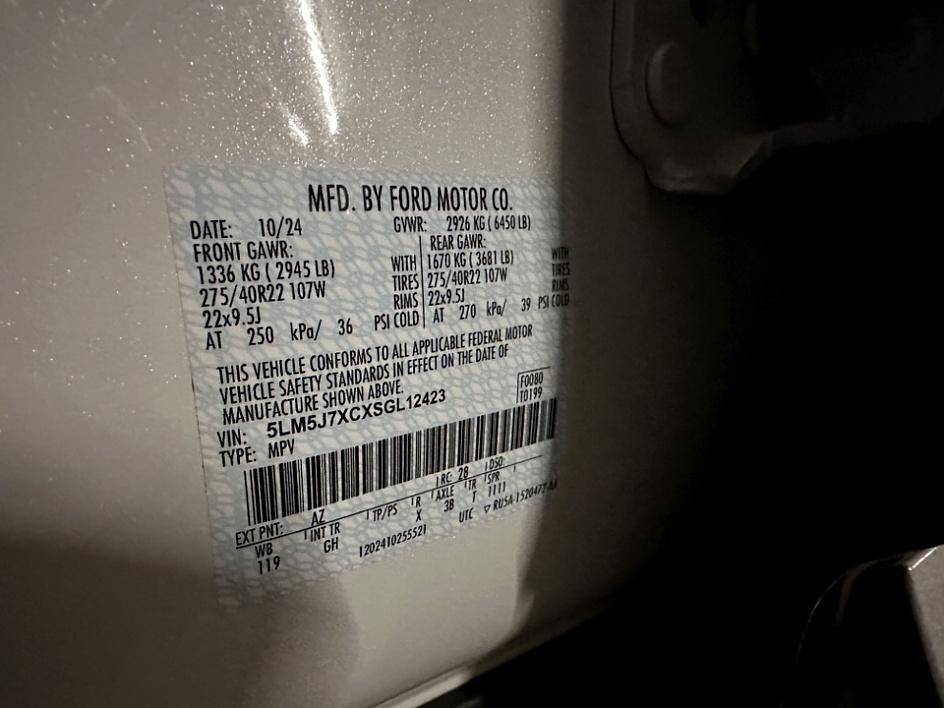 MFD. BY FORD MOTOR CO.
DATE: 10/24 GVWR: 2926 KG ( 6450 LB)
FRONT GAWR: REAR GAWR:
1336 KG ( 2945 LB) WITH 1670 KG ( 3681 LB) WITH
275/40R22 107W TIRES 275/40R22 107W TIRES
22x9.5J RIMS 22x9.5J RIMS
AT 250 kPa/ 36 PSI COLD AT 270 kPa/ 39 PSI COLD
THIS VEHICLE CONFORMS TO ALL APPLICABLE FEDERAL MOTOR
VEHICLE SAFETY STANDARDS IN EFFECT ON THE DATE OF
MANUFACTURE SHOWN ABOVE.
F0080
T0199
VIN: 5LM5J7XCXSGL12423
TYPE: MPV
EXT PNT: AZ RC: 28 DSO:
WB INT TR TP/PS R AXLE TR SPR
119 GH X 3B T 1111
1202410255521 UTC ▽ RU5A-1520472-AA